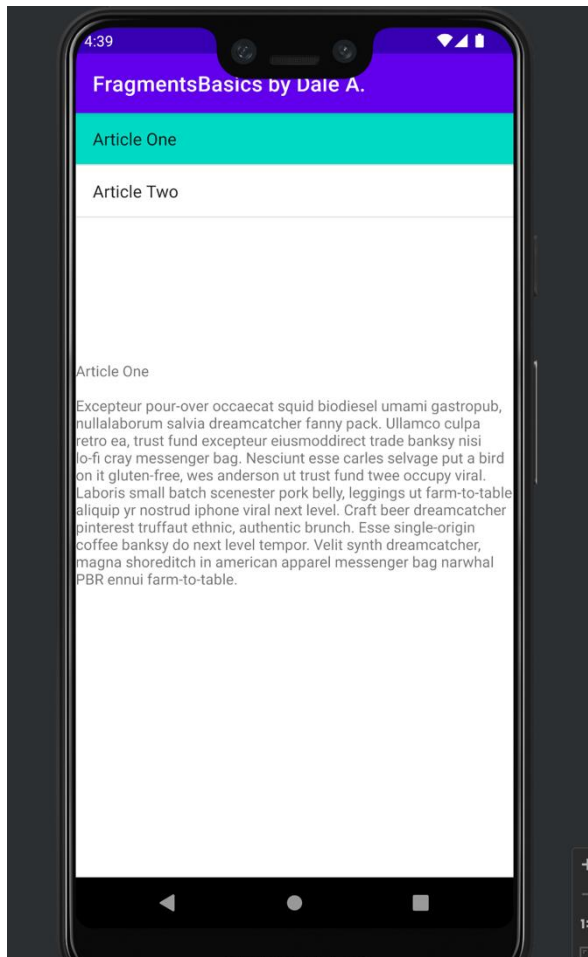 4:39
FragmentsBasics by Dale A.
Article One
Article Two
Article One
Excepteur pour-over occaecat squid biodiesel umami gastropub,
nullalaborum salvia dreamcatcher fanny pack. Ullamco culpa
retro ea, trust fund excepteur eiusmoddirect trade banksy nisi
lo-fi cray messenger bag. Nesciunt esse carles selvage put a bird
on it gluten-free, wes anderson ut trust fund twee occupy viral.
Laboris small batch scenester pork belly, leggings ut farm-to-table
aliquip yr nostrud iphone viral next level. Craft beer dreamcatcher
pinterest truffaut ethnic, authentic brunch. Esse single-origin
coffee banksy do next level tempor. Velit synth dreamcatcher,
magna shoreditch in american apparel messenger bag narwhal
PBR ennui farm-to-table.